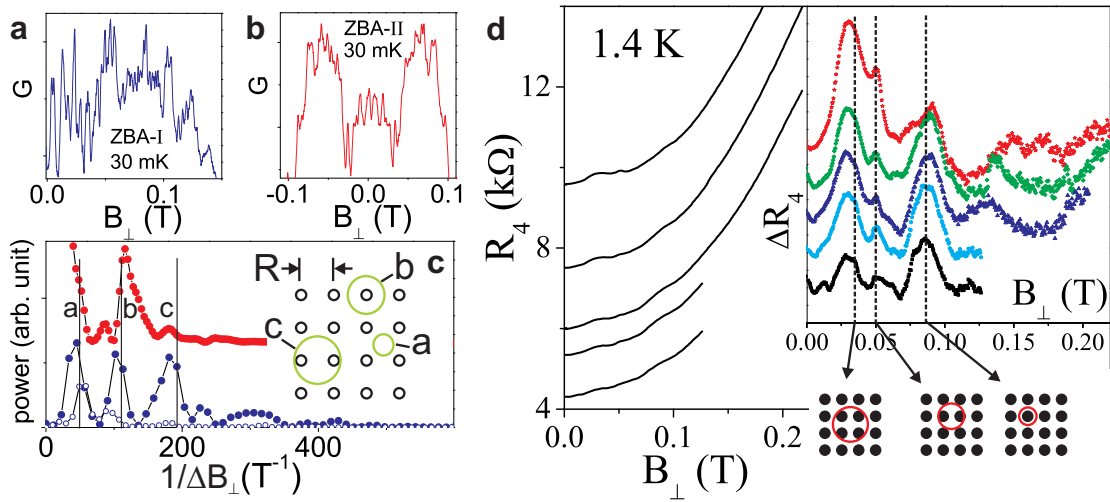 a
G
ZBA-I
30 mK
0.0
0.1
B⊥ (T)
b
G
ZBA-II
30 mK
-0.1
0.0
0.1
B⊥ (T)
c
power (arb. unit)
a
b
c
R
b
c
a
0
200
400
600
1/ΔB⊥(T⁻¹)
d
1.4 K
R₄ (kΩ)
12
8
4
0.0
0.1
0.2
B⊥ (T)
ΔR₄
B⊥ (T)
0.00
0.05
0.10
0.15
0.20